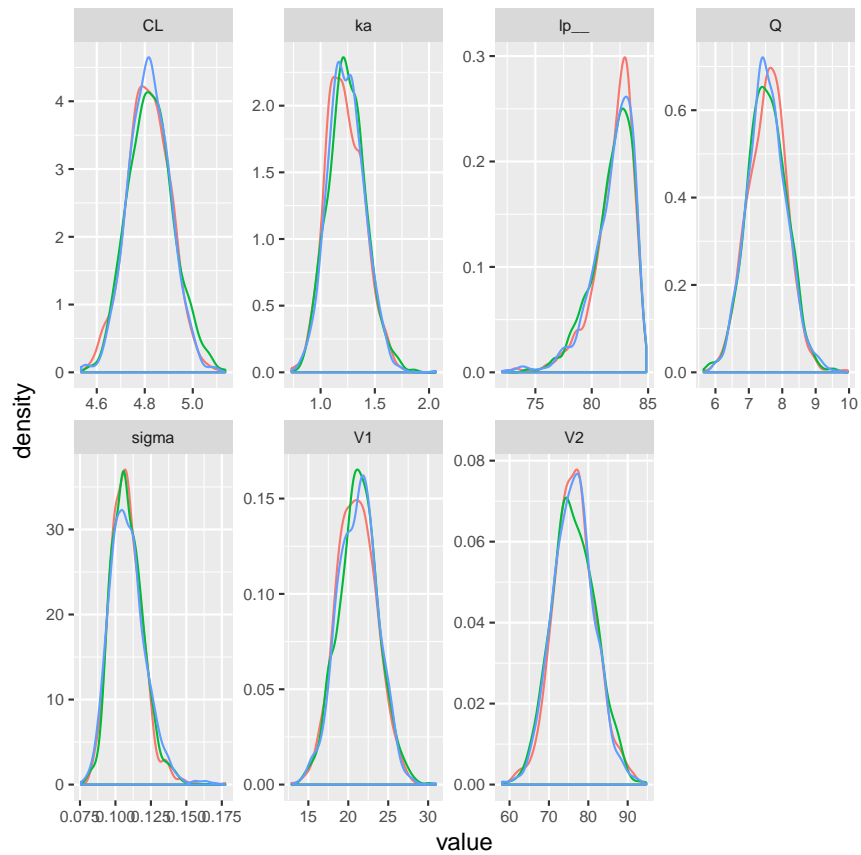 CL ka lp__ Q
4 3 2 1 0
2.0 1.5 1.0 0.5 0.0
0.3 0.2 0.1 0.0
0.6 0.4 0.2 0.0
4.6 4.8 5.0
1.0 1.5 2.0
75 80 85
6 7 8 9 10
density
sigma V1 V2
30 20 10 0
0.15 0.10 0.05 0.00
0.08 0.06 0.04 0.02 0.00
0.075 0.100 0.125 0.150 0.175
15 20 25 30
60 70 80 90
value